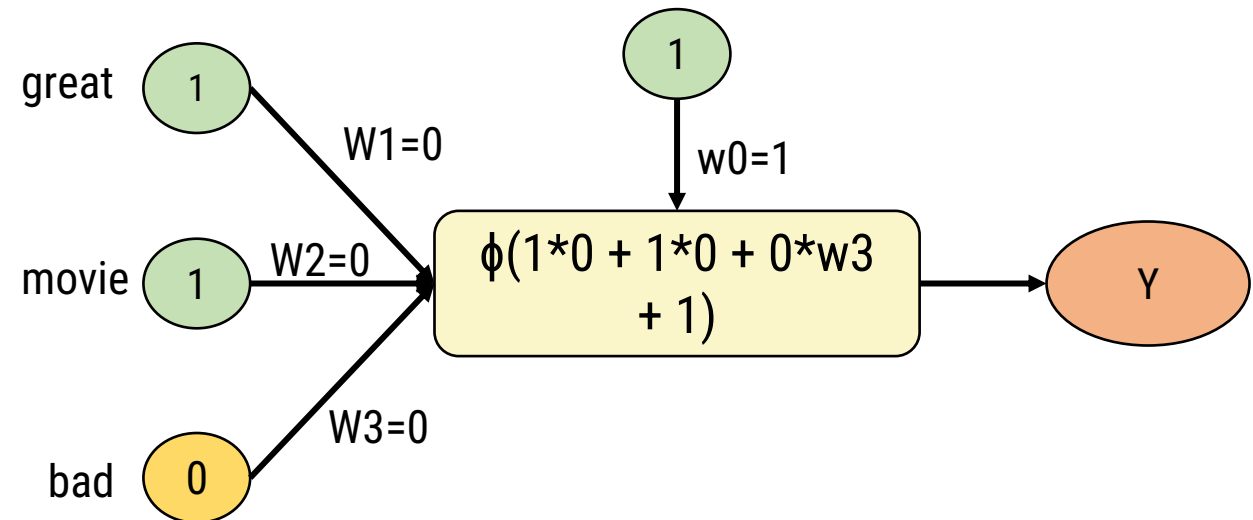 great
1
W1=0
1
w0=1
movie
1
W2=0
ϕ(1*0 + 1*0 + 0*w3
+ 1)
Y
bad
0
W3=0